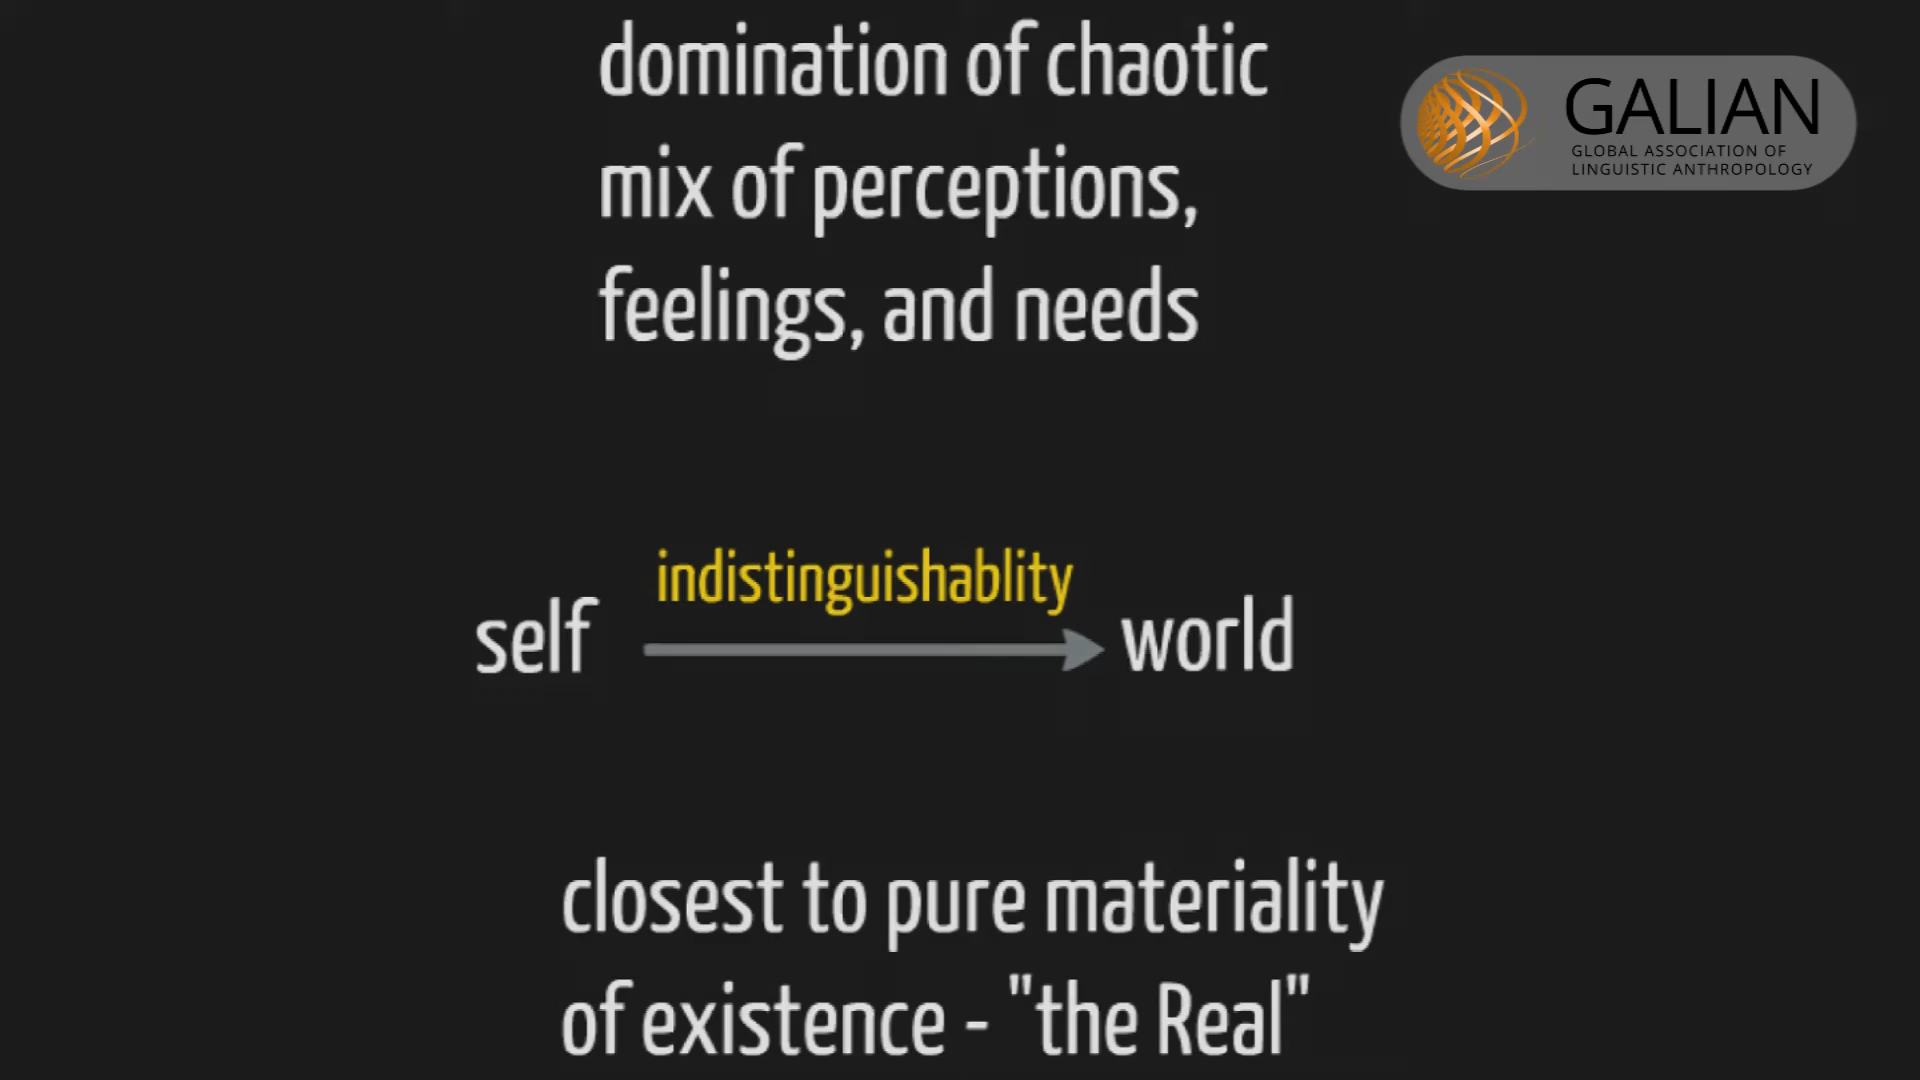 domination of chaotic
mix of perceptions,
feelings, and needs
GALIAN
GLOBAL ASSOCIATION OF
LINGUISTIC ANTHROPOLOGY
indistinguishablity
self
world
closest to pure materiality
of existence - "the Real"